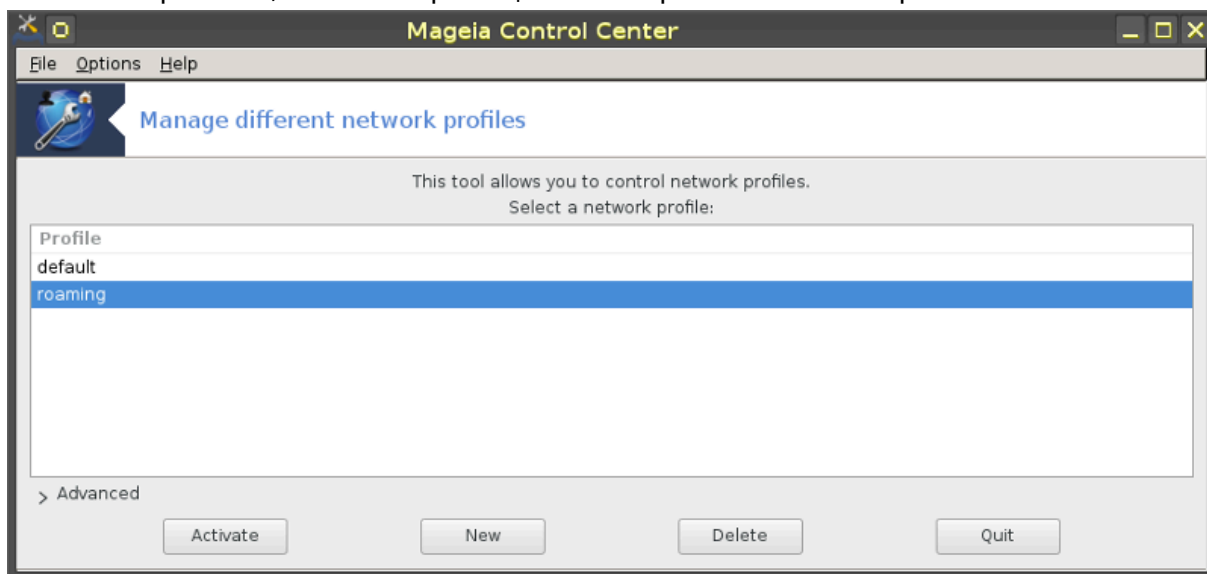 Mageia Control Center
File Options Help
Manage different network profiles
This tool allows you to control network profiles.
Select a network profile:
Profile
default
roaming
Advanced
Activate New Delete Quit